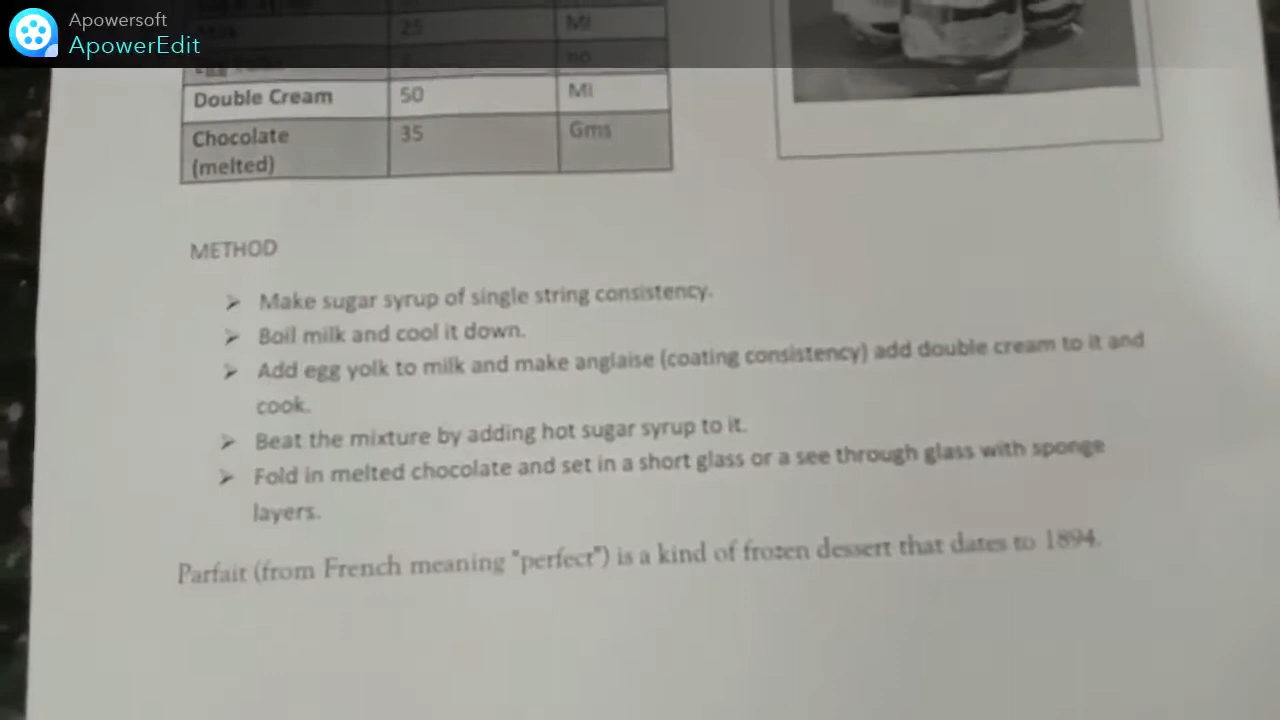 Apowersoft
ApowerEdit
25 Ml
Double Cream 50 Ml
Chocolate 35 Gms
(melted)
METHOD
➢ Make sugar syrup of single string consistency.
➢ Boil milk and cool it down.
➢ Add egg yolk to milk and make anglaise (coating consistency) add double cream to it and
cook.
➢ Beat the mixture by adding hot sugar syrup to it.
➢ Fold in melted chocolate and set in a short glass or a see through glass with sponge
layers.
Parfait (from French meaning "perfect") is a kind of frozen dessert that dates to 1894.